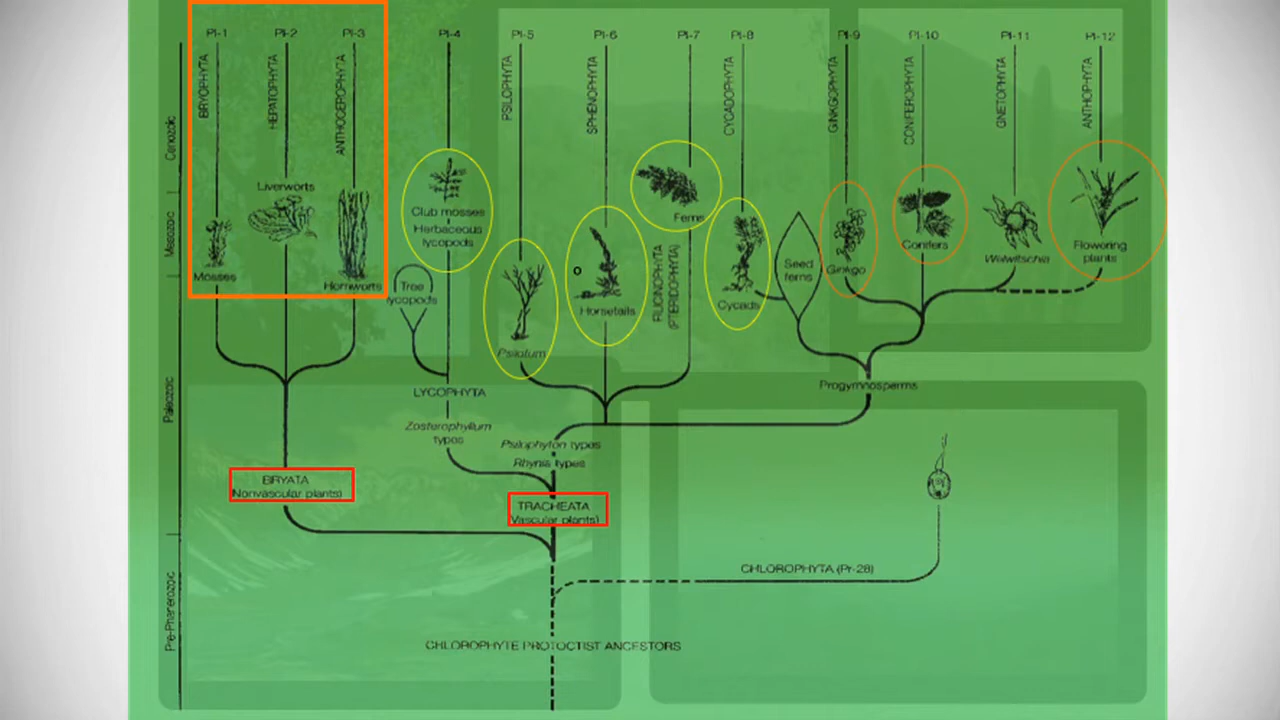 Pl-1
Pl-2
Pl-3
Pl-4
Pl-5
Pl-6
Pl-7
Pl-8
Pl-9
Pl-10
Pl-11
Pl-12
BRYOPHYTA
HEPATOPHYTA
ANTHOCEROPHYTA
PSILOPHYTA
SPHENOPHYTA
CYCADOPHYTA
GINKGOPHYTA
CONIFEROPHYTA
GNETOPHYTA
ANTHOPHYTA
Cenozoic
Liverworts
Club mosses
Herbaceous
lycopods
Ferns
Mesozoic
Mosses
Hornworts
Tree
lycopods
Psilotum
Horsetails
FILICINOPHYTA
(PTERIDOPHYTA)
Cycads
Seed
ferns
Ginkgo
Conifers
Welwitschia
Flowering
plants
Paleozoic
LYCOPHYTA
Progymnosperms
Zosterophyllum
types
Psilophyton types
Rhynia types
BRYATA
Nonvascular plants)
TRACHEATA
Vascular plants)
Pre-Phanerozoic
CHLOROPHYTA (Pr-28)
CHLOROPHYTE PROTOCTIST ANCESTORS